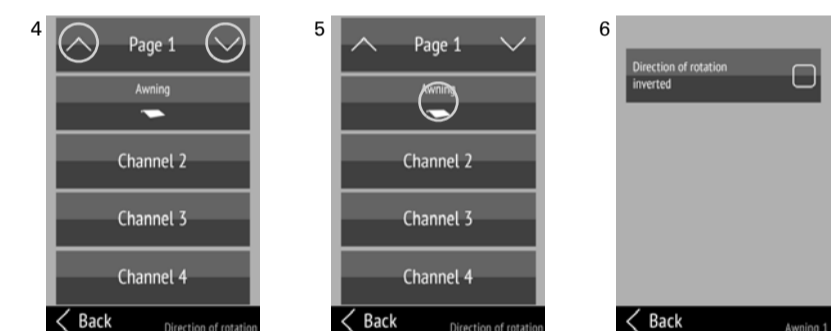 4
Page 1
Awning
Channel 2
Channel 3
Channel 4
Back
Direction of rotation
5
Page 1
Awning
Channel 2
Channel 3
Channel 4
Back
Direction of rotation
6
Direction of rotation
inverted
Back
Awning 1